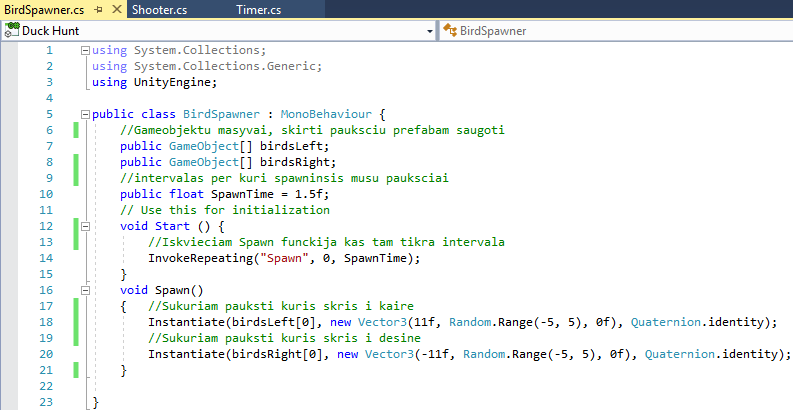 BirdSpawner.cs Shooter.cs Timer.cs
Duck Hunt BirdSpawner
1 using System.Collections;
2 using System.Collections.Generic;
3 using UnityEngine;
4
5 public class BirdSpawner : MonoBehaviour {
6 //Gameobjektu masyvai, skirti pauksciu prefabam saugoti
7 public GameObject[] birdsLeft;
8 public GameObject[] birdsRight;
9 //intervalas per kuri spawninsis musu pauksciai
10 public float SpawnTime = 1.5f;
11 // Use this for initialization
12 void Start () {
13 //Iskvieciam Spawn funckija kas tam tikra intervala
14 InvokeRepeating("Spawn", 0, SpawnTime);
15 }
16 void Spawn()
17 { //Sukuriam pauksti kuris skris i kaire
18 Instantiate(birdsLeft[0], new Vector3(11f, Random.Range(-5, 5), 0f), Quaternion.identity);
19 //Sukuriam pauksti kuris skris i desine
20 Instantiate(birdsRight[0], new Vector3(-11f, Random.Range(-5, 5), 0f), Quaternion.identity);
21 }
22
23 }